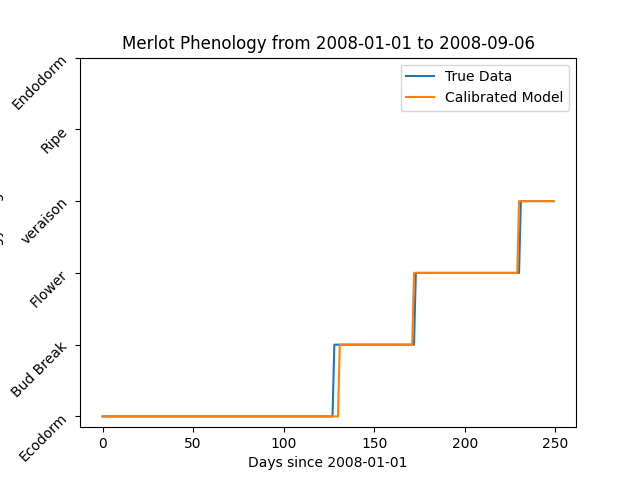 Merlot Phenology from 2008-01-01 to 2008-09-06
True Data
Calibrated Model
Endodorm
Ripe
veraison
Flower
Bud Break
Ecodorm
0 50 100 150 200 250
Days since 2008-01-01